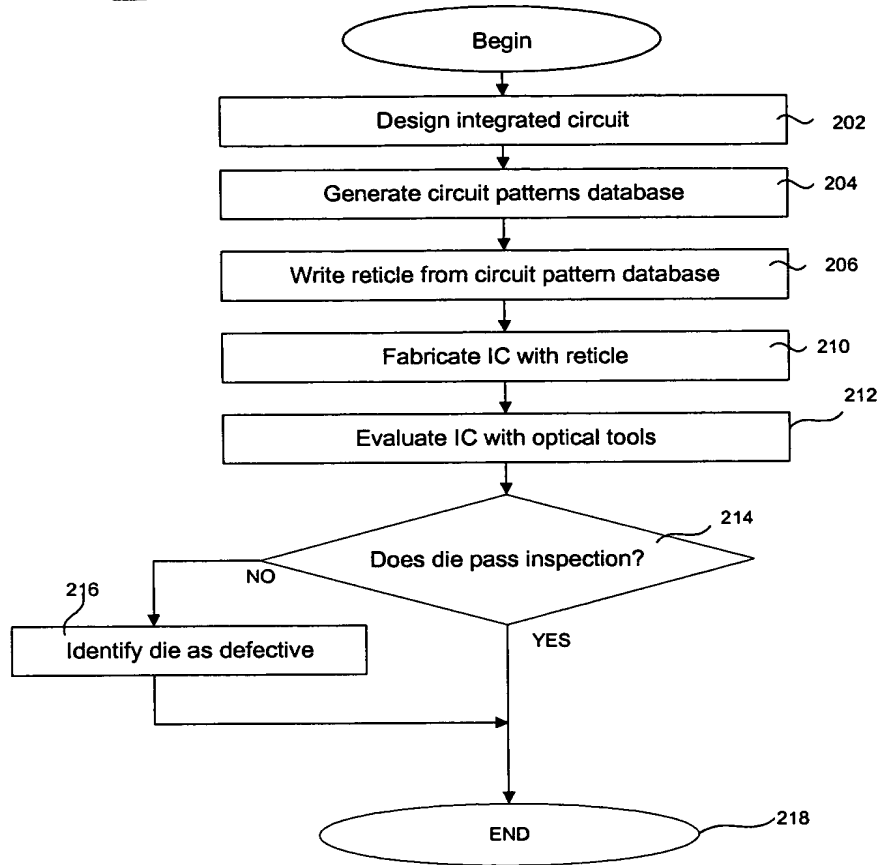 Begin
Design integrated circuit
202
Generate circuit patterns database
204
Write reticle from circuit pattern database
206
Fabricate IC with reticle
210
Evaluate IC with optical tools
212
Does die pass inspection?
214
NO
216
Identify die as defective
YES
END
218